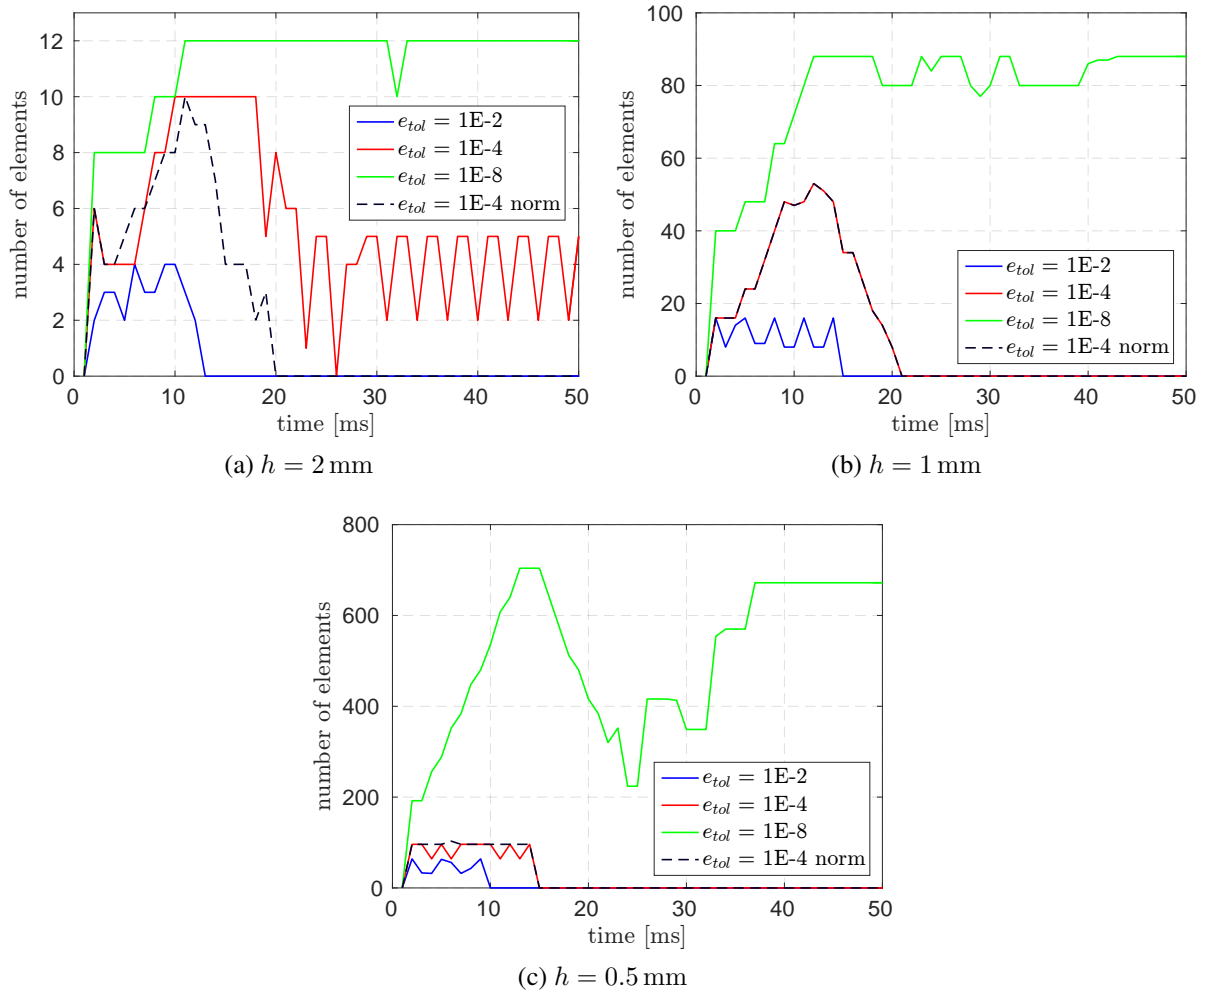 12
10
8
6
4
2
0
number of elements
e_tol = 1E-2
e_tol = 1E-4
e_tol = 1E-8
e_tol = 1E-4 norm
0 10 20 30 40 50
time [ms]
(a) h = 2 mm
100
80
60
40
20
0
number of elements
e_tol = 1E-2
e_tol = 1E-4
e_tol = 1E-8
e_tol = 1E-4 norm
0 10 20 30 40 50
time [ms]
(b) h = 1 mm
800
600
400
200
0
number of elements
e_tol = 1E-2
e_tol = 1E-4
e_tol = 1E-8
e_tol = 1E-4 norm
0 10 20 30 40 50
time [ms]
(c) h = 0.5 mm